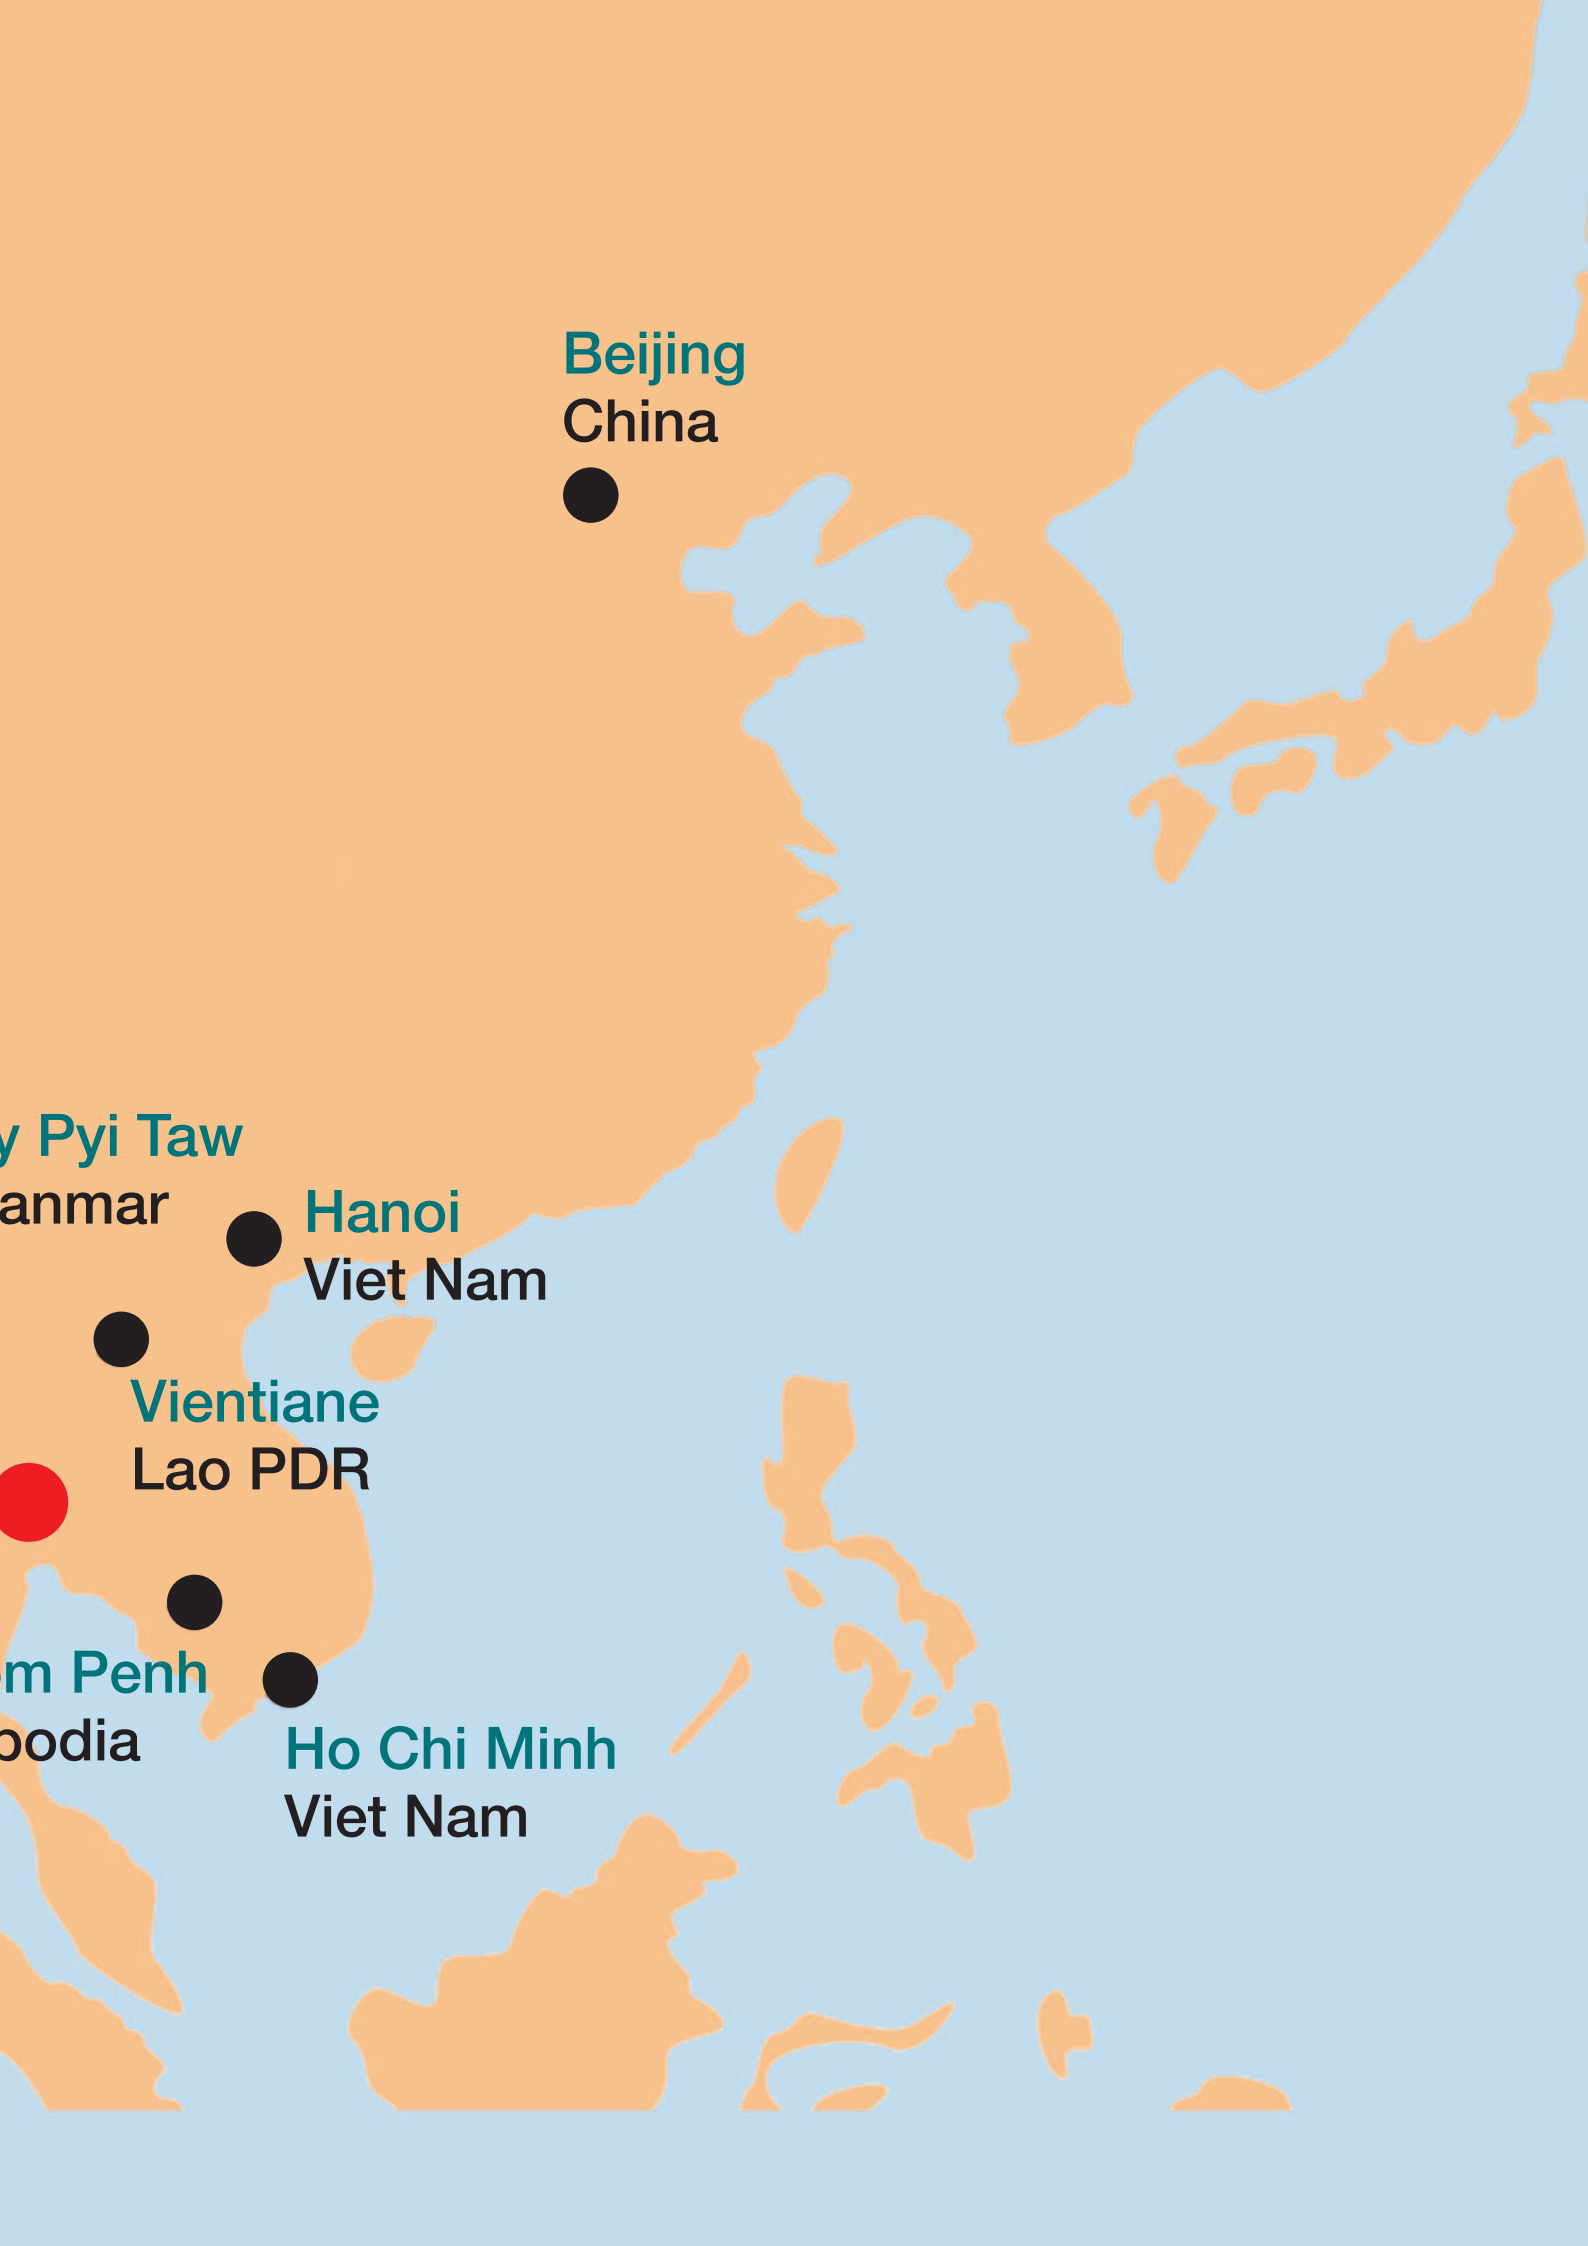 Beijing
China
y Pyi Taw
anmar
Hanoi
Viet Nam
Vientiane
Lao PDR
m Penh
bodia
Ho Chi Minh
Viet Nam